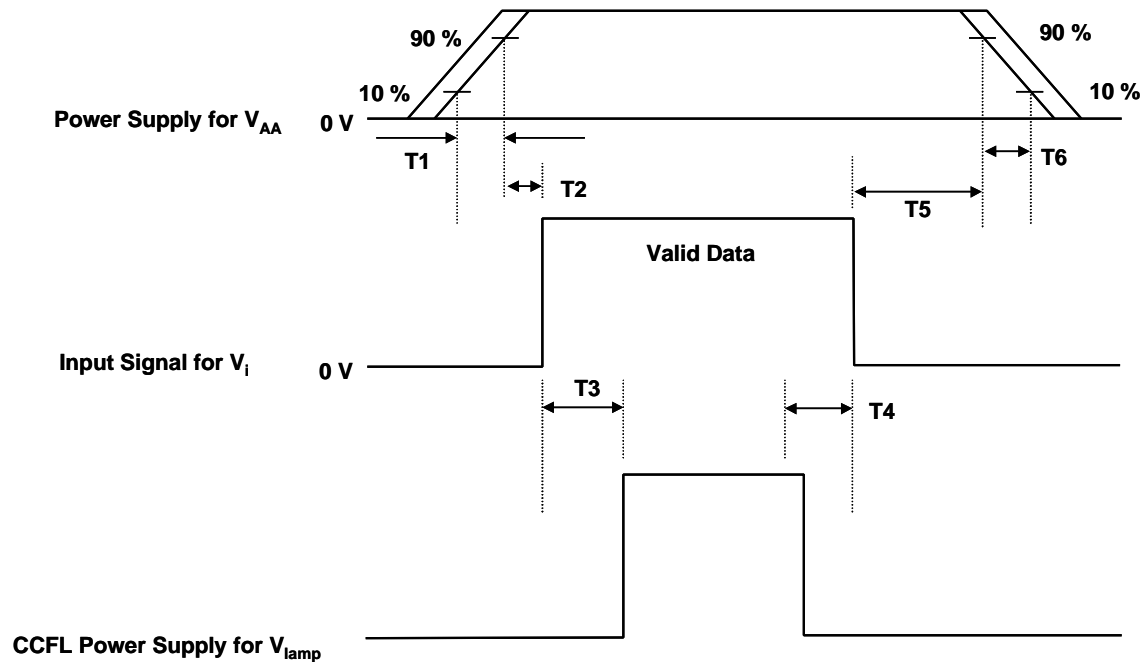 90 %
90 %
10 %
10 %
Power Supply for VAA
0 V
T1
T6
T2
T5
Valid Data
Input Signal for Vi
0 V
T3
T4
CCFL Power Supply for Vlamp